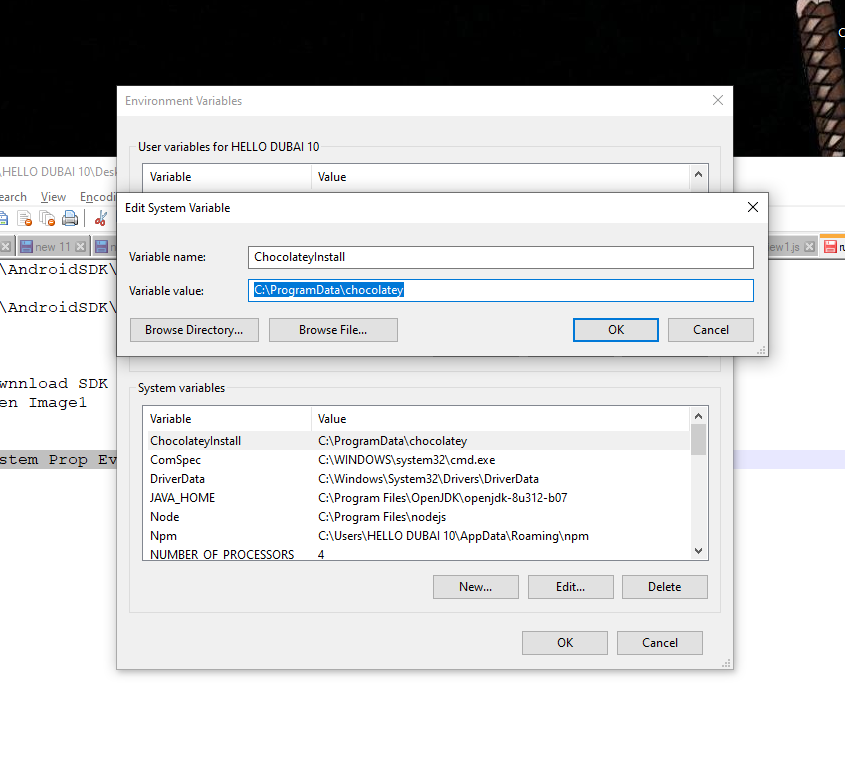 Environment Variables
User variables for HELLO DUBAI 10
\HELLO DUBAI 10\Desk
Variable Value
earch View Encodi
Edit System Variable
new 11
ew1.js
Variable name: ChocolateyInstall
\AndroidSDK\
Variable value: C:\ProgramData\chocolatey
\AndroidSDK\
Browse Directory... Browse File... OK Cancel
wnnload SDK
System variables
en Image1
Variable Value
ChocolateyInstall C:\ProgramData\chocolatey
stem Prop Ev
ComSpec C:\WINDOWS\system32\cmd.exe
DriverData C:\Windows\System32\Drivers\DriverData
JAVA_HOME C:\Program Files\OpenJDK\openjdk-8u312-b07
Node C:\Program Files\nodejs
Npm C:\Users\HELLO DUBAI 10\AppData\Roaming\npm
NUMBER_OF_PROCESSORS 4
New... Edit... Delete
OK Cancel